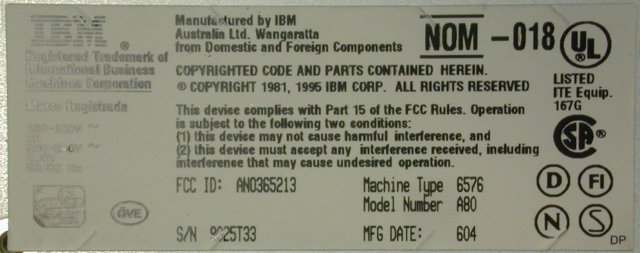 IBM ®
Registered Trademark of
International Business
Machines Corporation
Marca Registrada
Manufactured by IBM
Australia Ltd. Wangaratta
from Domestic and Foreign Components
NOM -018
UL
LISTED
ITE Equip.
167G
COPYRIGHTED CODE AND PARTS CONTAINED HEREIN.
© COPYRIGHT 1981, 1995 IBM CORP. ALL RIGHTS RESERVED
This device complies with Part 15 of the FCC Rules. Operation
is subject to the following two conditions:
(1) this device may not cause harmful interference, and
(2) this device must accept any interference received, including
interference that may cause undesired operation.
SA
FCC ID: ANO365213
Machine Type 6576
Model Number A80
S/N
MFG DATE: 604
ÖVE
D FI
N S
DP